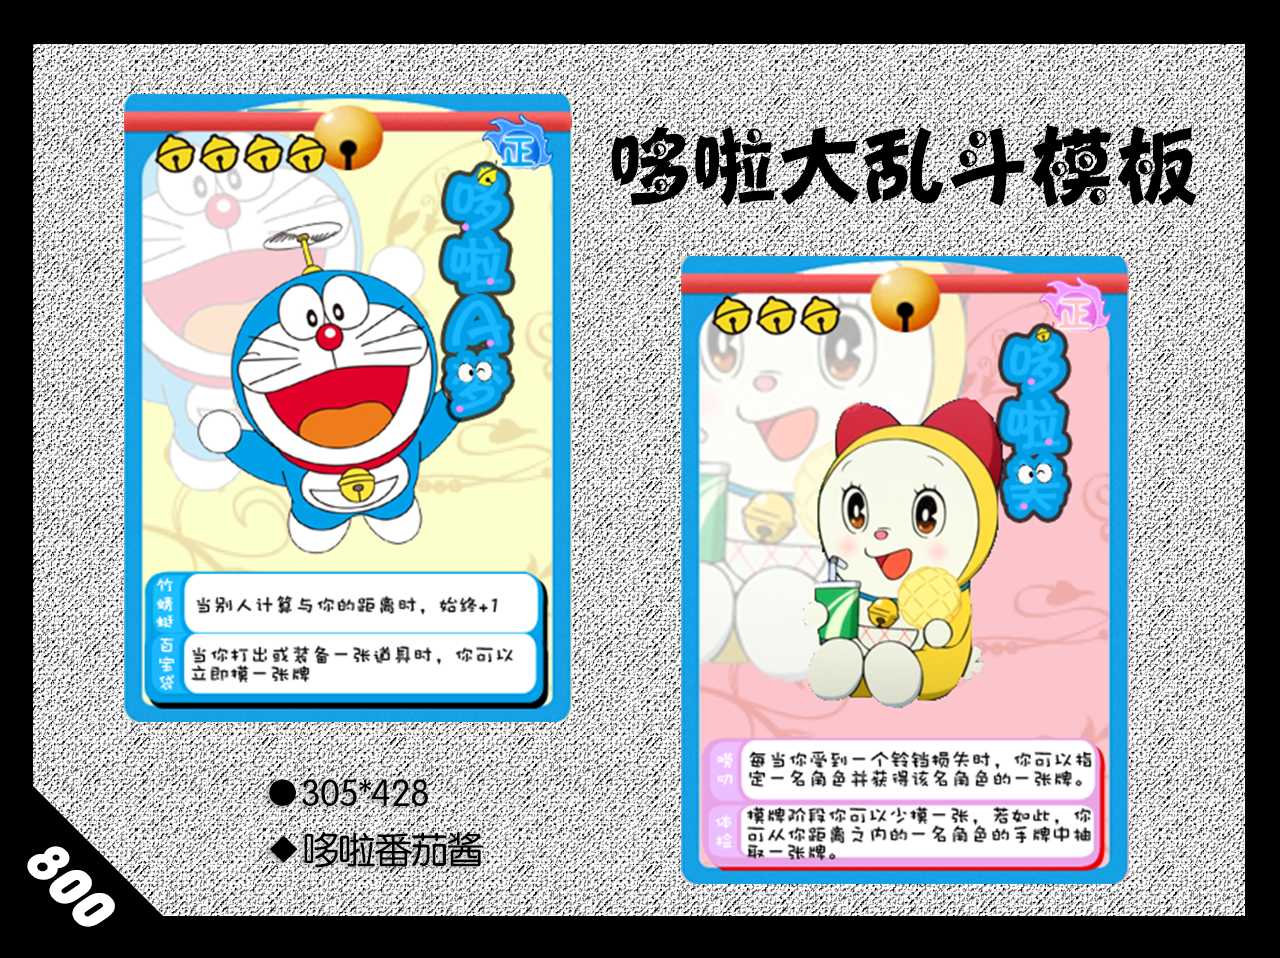 哆啦大乱斗模板
正
哆啦A梦
竹蜻蜓
当别人计算与你的距离时，始终+1
百宝袋
当你打出或装备一张道具时，你可以
立即摸一张牌
正
哆啦美
唠叨
每当你受到一个铃铛损失时，你可以指
定一名角色并获得该名角色的一张牌。
体检
摸牌阶段你可以少摸一张，若如此，你
可从你距离之内的一名角色的手牌中抽
取一张牌。
●305*428
◆哆啦番茄酱
800